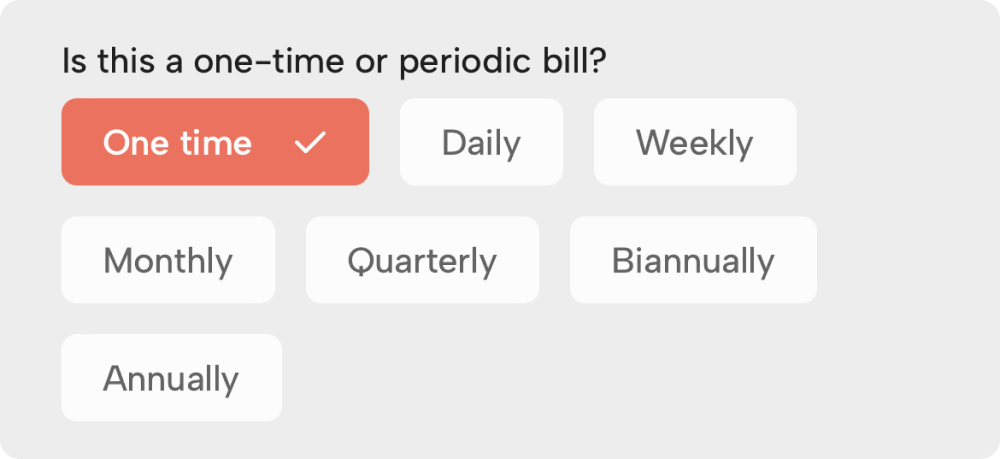 Is this a one-time or periodic bill?
One time Daily Weekly
Monthly Quarterly Biannually
Annually